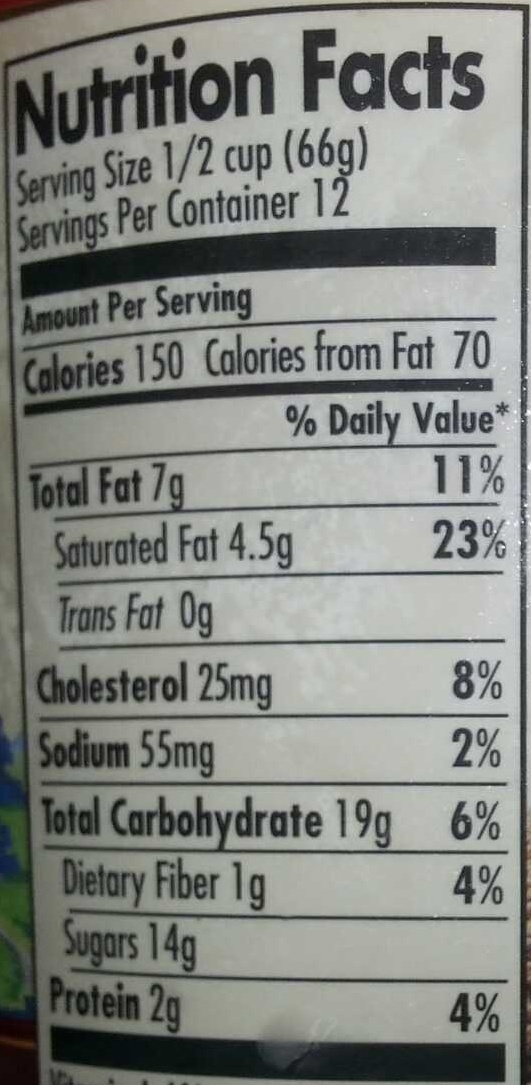 Nutrition Facts
Serving Size 1/2 cup (66g)
Servings Per Container 12
Amount Per Serving
Calories 150 Calories from Fat 70
% Daily Value*
Total Fat 7g 11%
Saturated Fat 4.5g 23%
Trans Fat 0g
Cholesterol 25mg 8%
Sodium 55mg 2%
Total Carbohydrate 19g 6%
Dietary Fiber 1g 4%
Sugars 14g
Protein 2g 4%